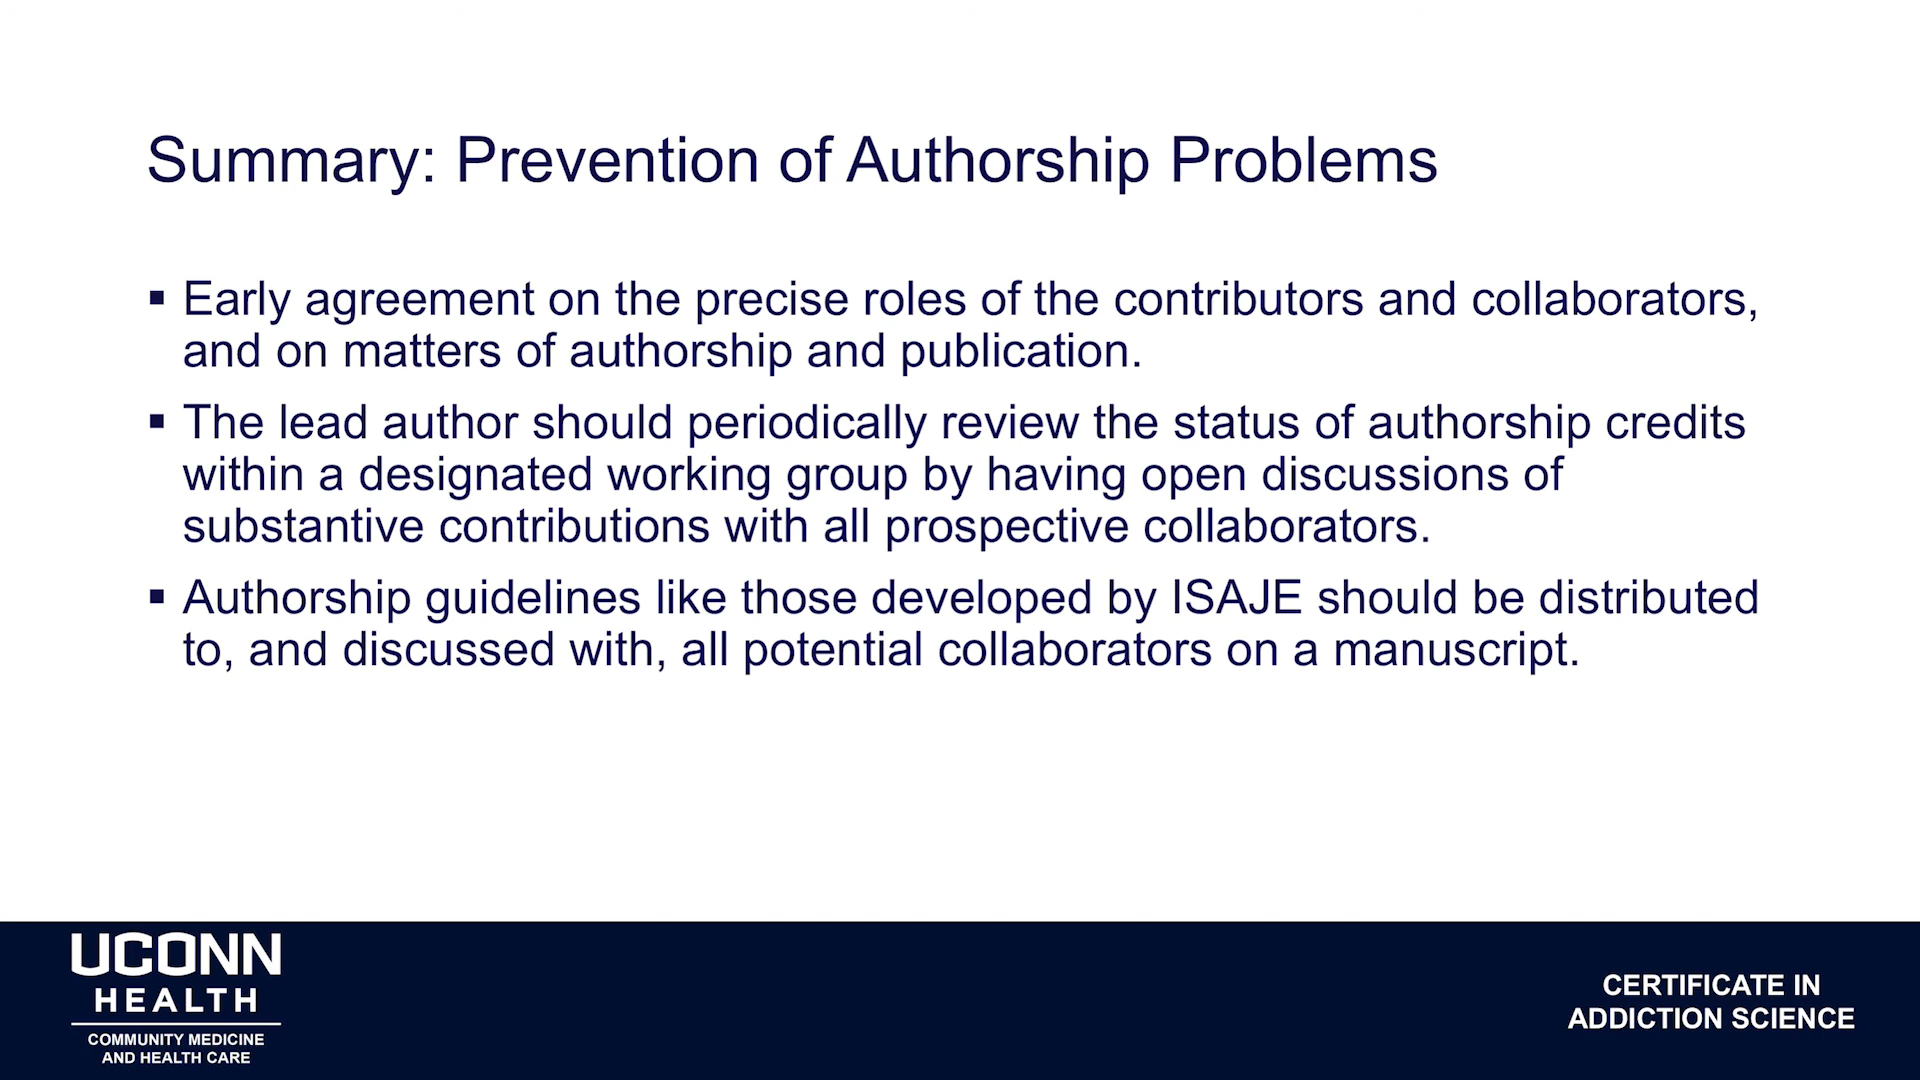 Summary: Prevention of Authorship Problems
▪ Early agreement on the precise roles of the contributors and collaborators,
and on matters of authorship and publication.
▪ The lead author should periodically review the status of authorship credits
within a designated working group by having open discussions of
substantive contributions with all prospective collaborators.
▪ Authorship guidelines like those developed by ISAJE should be distributed
to, and discussed with, all potential collaborators on a manuscript.
UCONN
HEALTH
COMMUNITY MEDICINE
AND HEALTH CARE
CERTIFICATE IN
ADDICTION SCIENCE